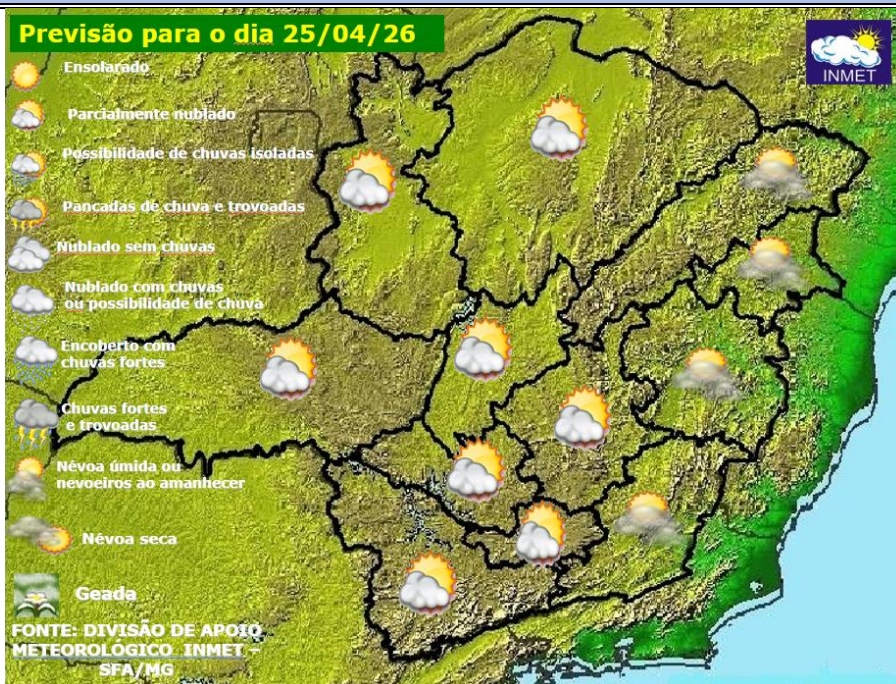 Previsão para o dia 25/04/26
INMET
Ensolarado
Parcialmente nublado
Possibilidade de chuvas isoladas
Pancadas de chuva e trovoadas
Nublado sem chuvas
Nublado com chuvas
ou possibilidade de chuva
Encoberto com
chuvas fortes
Chuvas fortes
e trovoadas
Névoa úmida ou
nevoeiros ao amanhecer
Névoa seca
Geada
FONTE: DIVISÃO DE APOIO
METEOROLÓGICO INMET –
SFA/MG